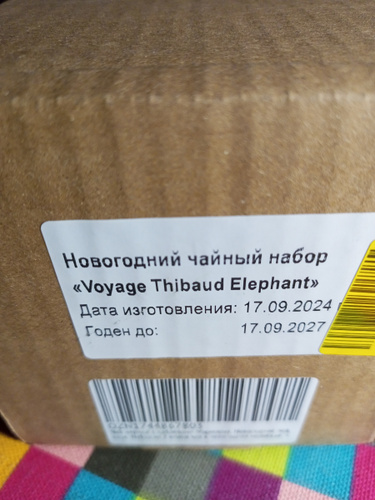 Новогодний чайный набор
«Voyage Thibaud Elephant»
Дата изготовления: 17.09.2024
Годен до: 17.09.2027